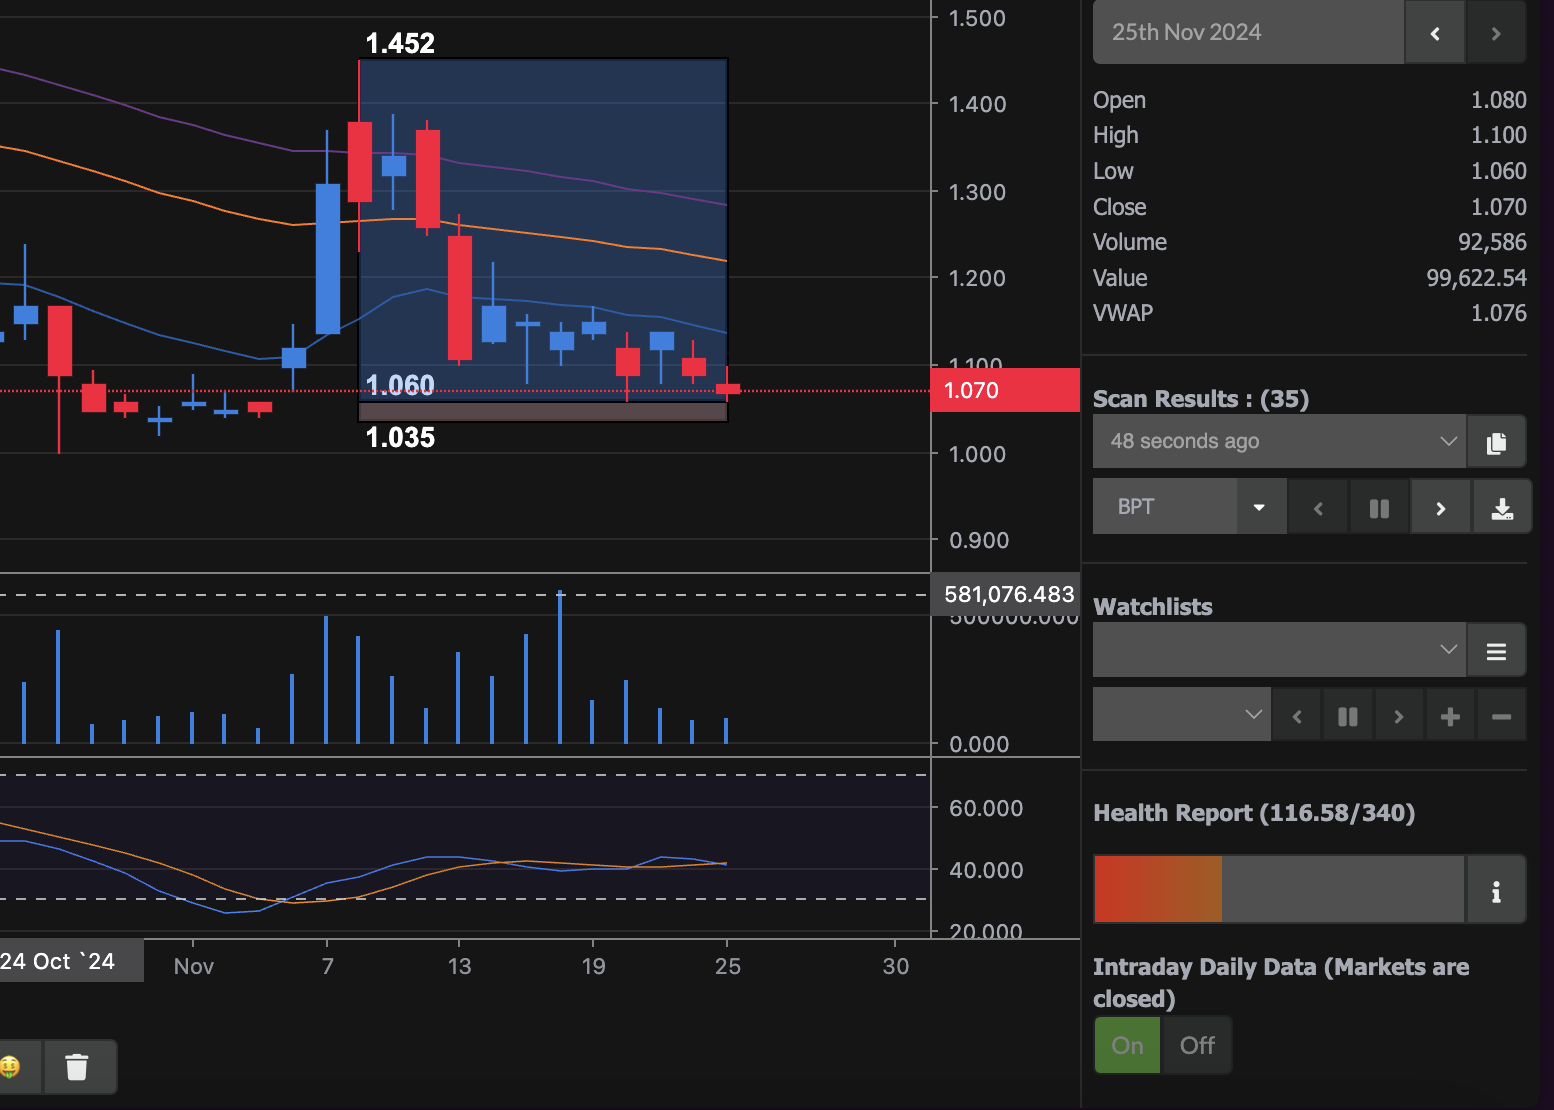 1.452
1.060
1.035
1.500
1.400
1.300
1.200
1.100
1.070
1.000
0.900
581,076.483
500000.000
0.000
60.000
40.000
20.000
24 Oct `24
Nov
7
13
19
25
30
25th Nov 2024
Open 1.080
High 1.100
Low 1.060
Close 1.070
Volume 92,586
Value 99,622.54
VWAP 1.076
Scan Results : (35)
48 seconds ago
BPT
Watchlists
Health Report (116.58/340)
Intraday Daily Data (Markets are
closed)
On Off